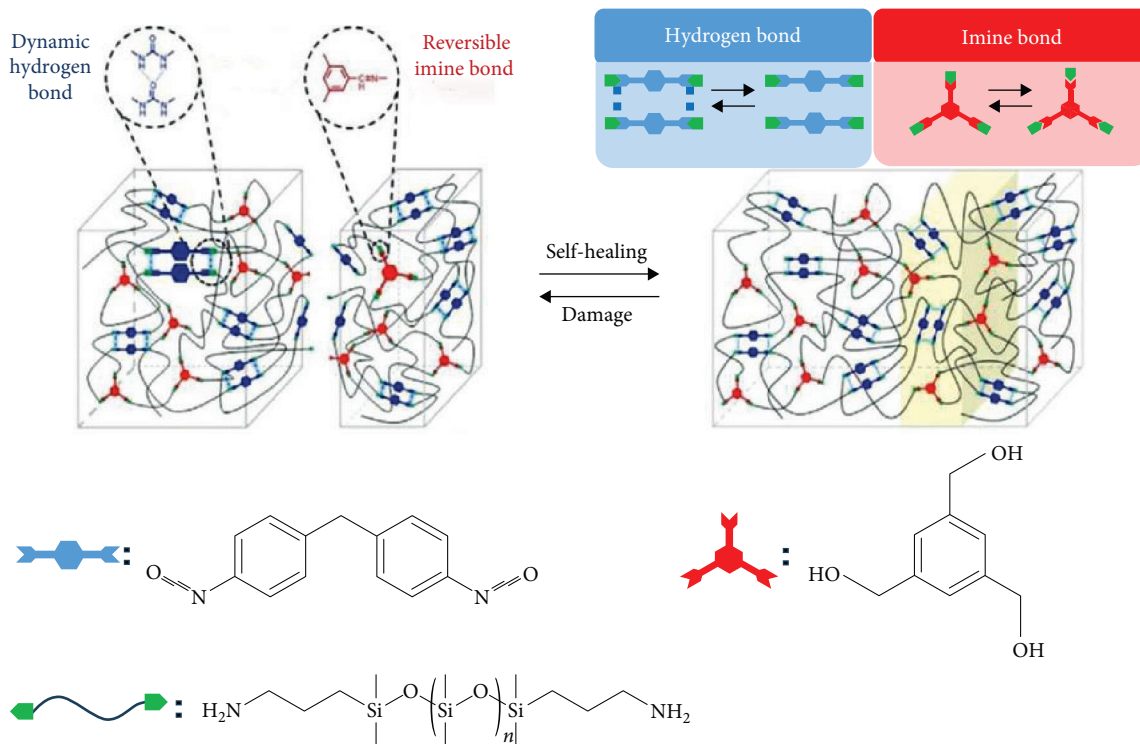 Dynamic
hydrogen
bond
O
N
H
N
H
O
N
H
N
H
Reversible
imine bond
C
H
N
Hydrogen bond
Imine bond
Self-healing
Damage
O
N
N
O
:
OH
HO
OH
:
H2N
Si
O
Si
O
Si
n
NH2
: